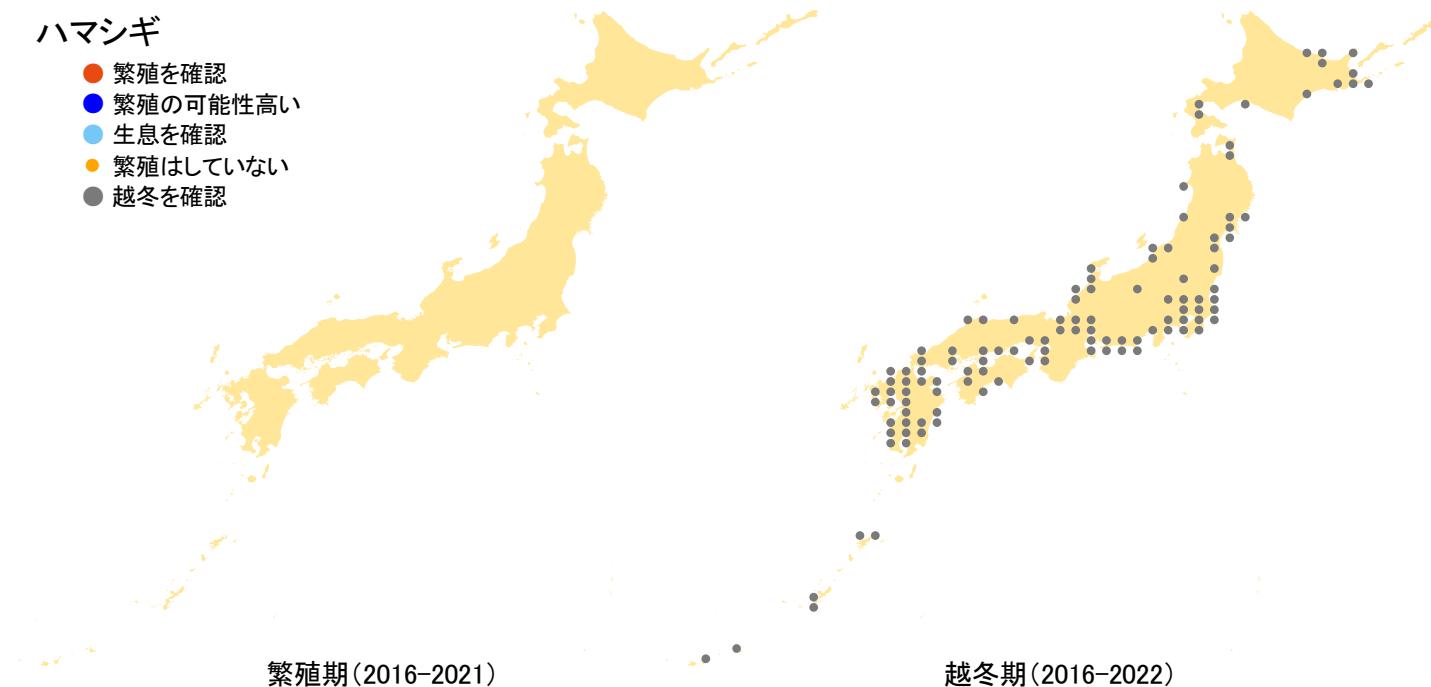 ハマシギ
繁殖を確認
繁殖の可能性高い
生息を確認
繁殖はしていない
越冬を確認
繁殖期(2016-2021)
越冬期(2016-2022)